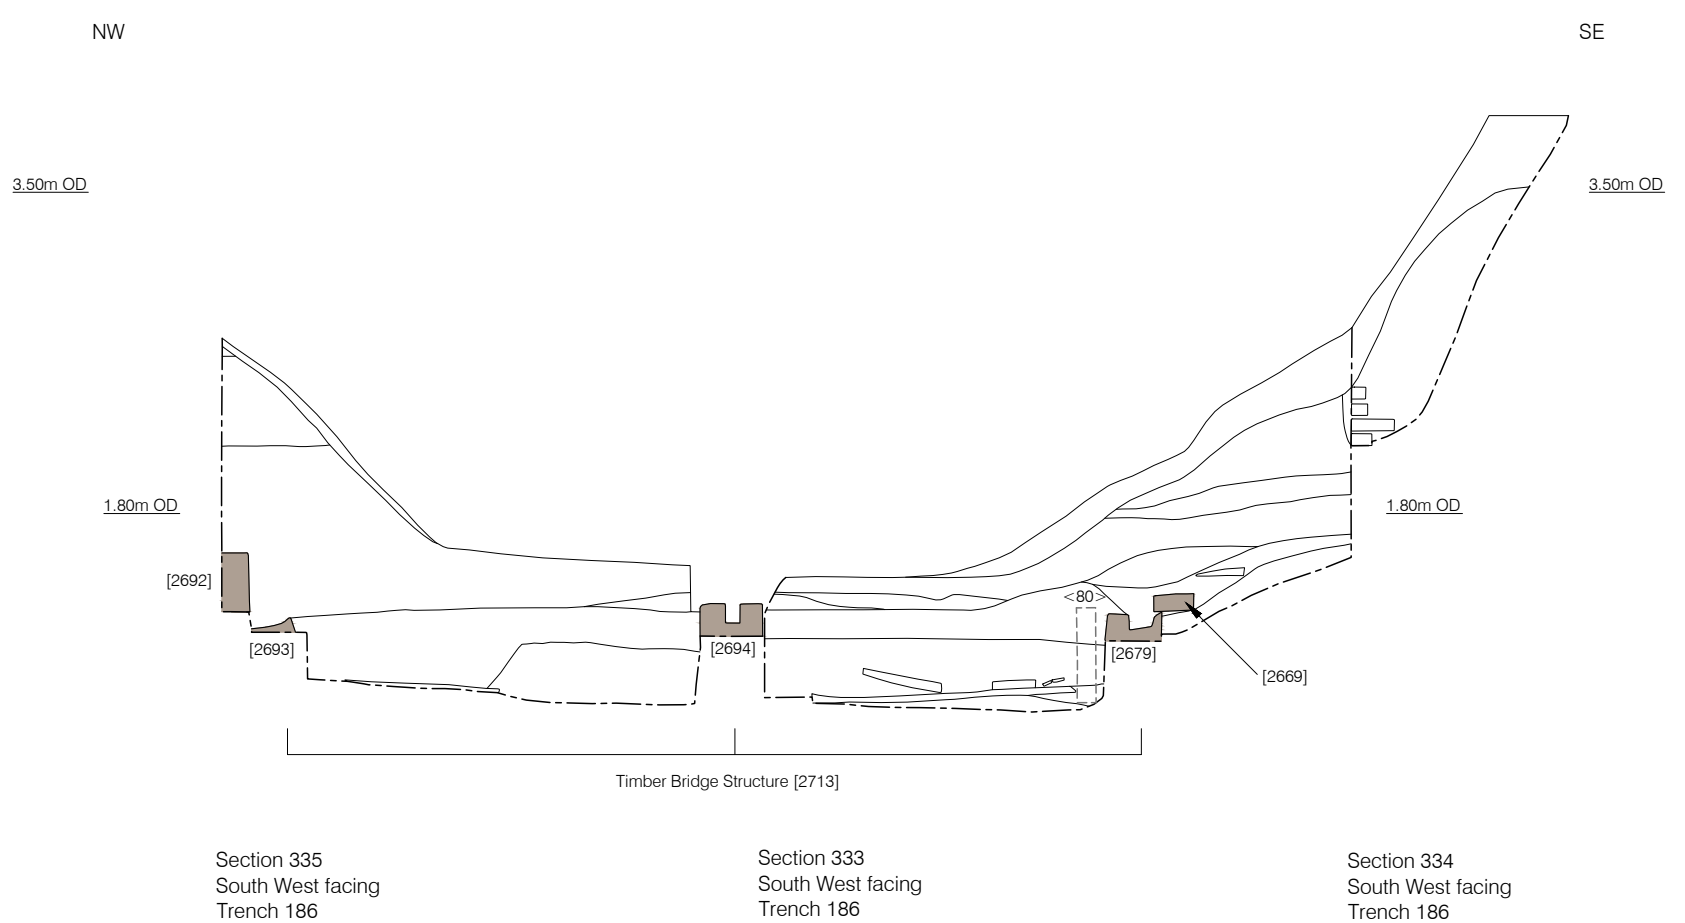 NW
SE
3.50m OD
3.50m OD
1.80m OD
1.80m OD
[2692]
<80>
[2693]
[2694]
[2679]
[2669]
Timber Bridge Structure [2713]
Section 335
South West facing
Trench 186
Section 333
South West facing
Trench 186
Section 334
South West facing
Trench 186